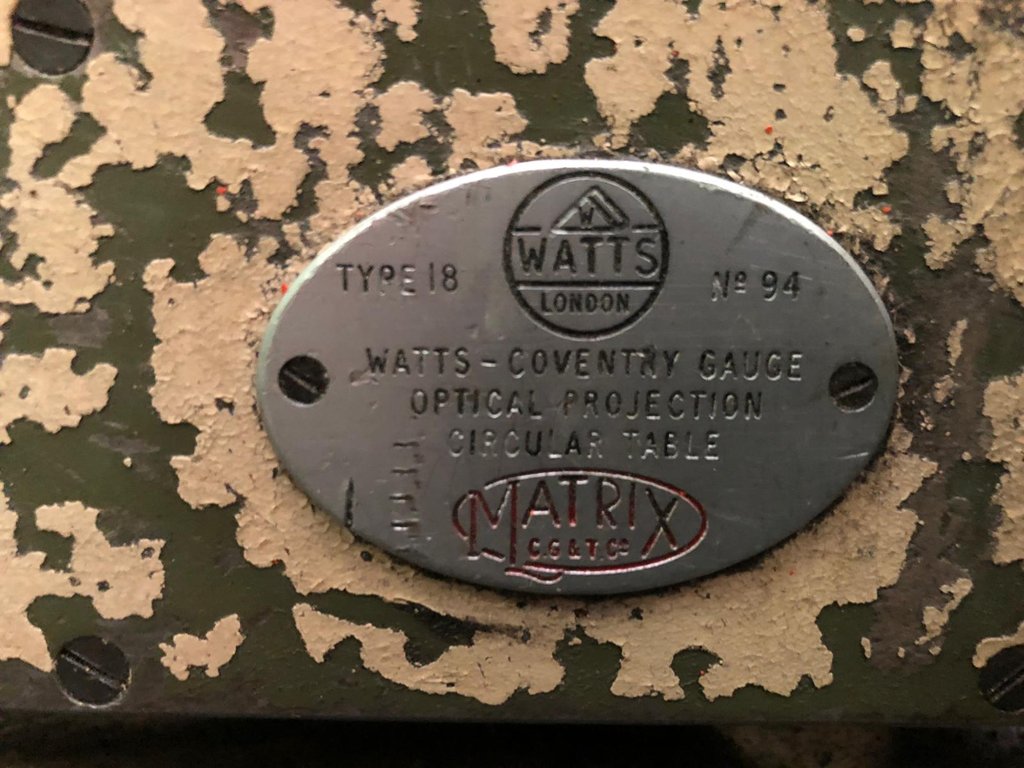 W
WATTS
LONDON
TYPE 18
Nº 94
WATTS - COVENTRY GAUGE
OPTICAL PROJECTION
CIRCULAR TABLE
MATRIX
C.G & T. Cº